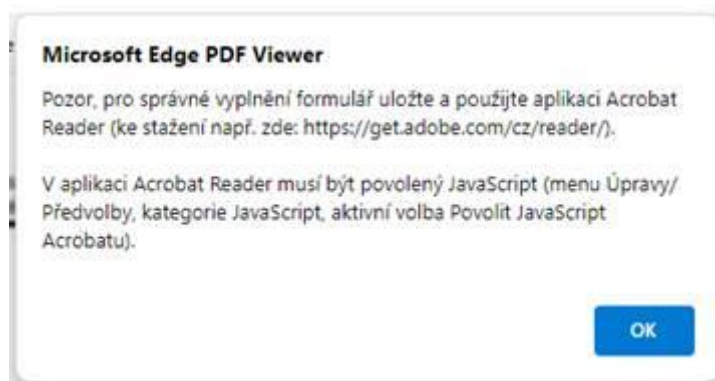 Microsoft Edge PDF Viewer
Pozor, pro správné vyplnění formulář uložte a použijte aplikaci Acrobat
Reader (ke stažení např. zde: https://get.adobe.com/cz/reader/).
V aplikaci Acrobat Reader musí být povolený JavaScript (menu Úpravy/
Předvolby, kategorie JavaScript, aktivní volba Povolit JavaScript
Acrobatu).
OK